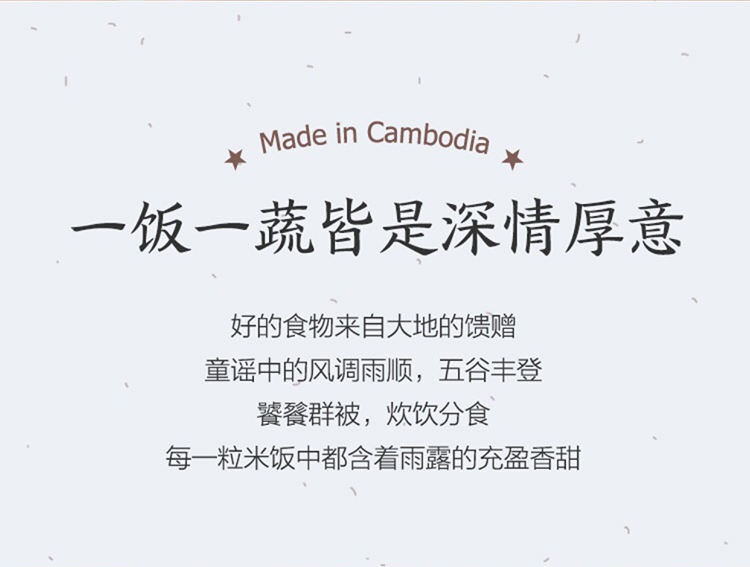 Made in Cambodia
一饭一蔬皆是深情厚意
好的食物来自大地的馈赠
童谣中的风调雨顺，五谷丰登
饕餮群被，炊饮分食
每一粒米饭中都含着雨露的充盈香甜